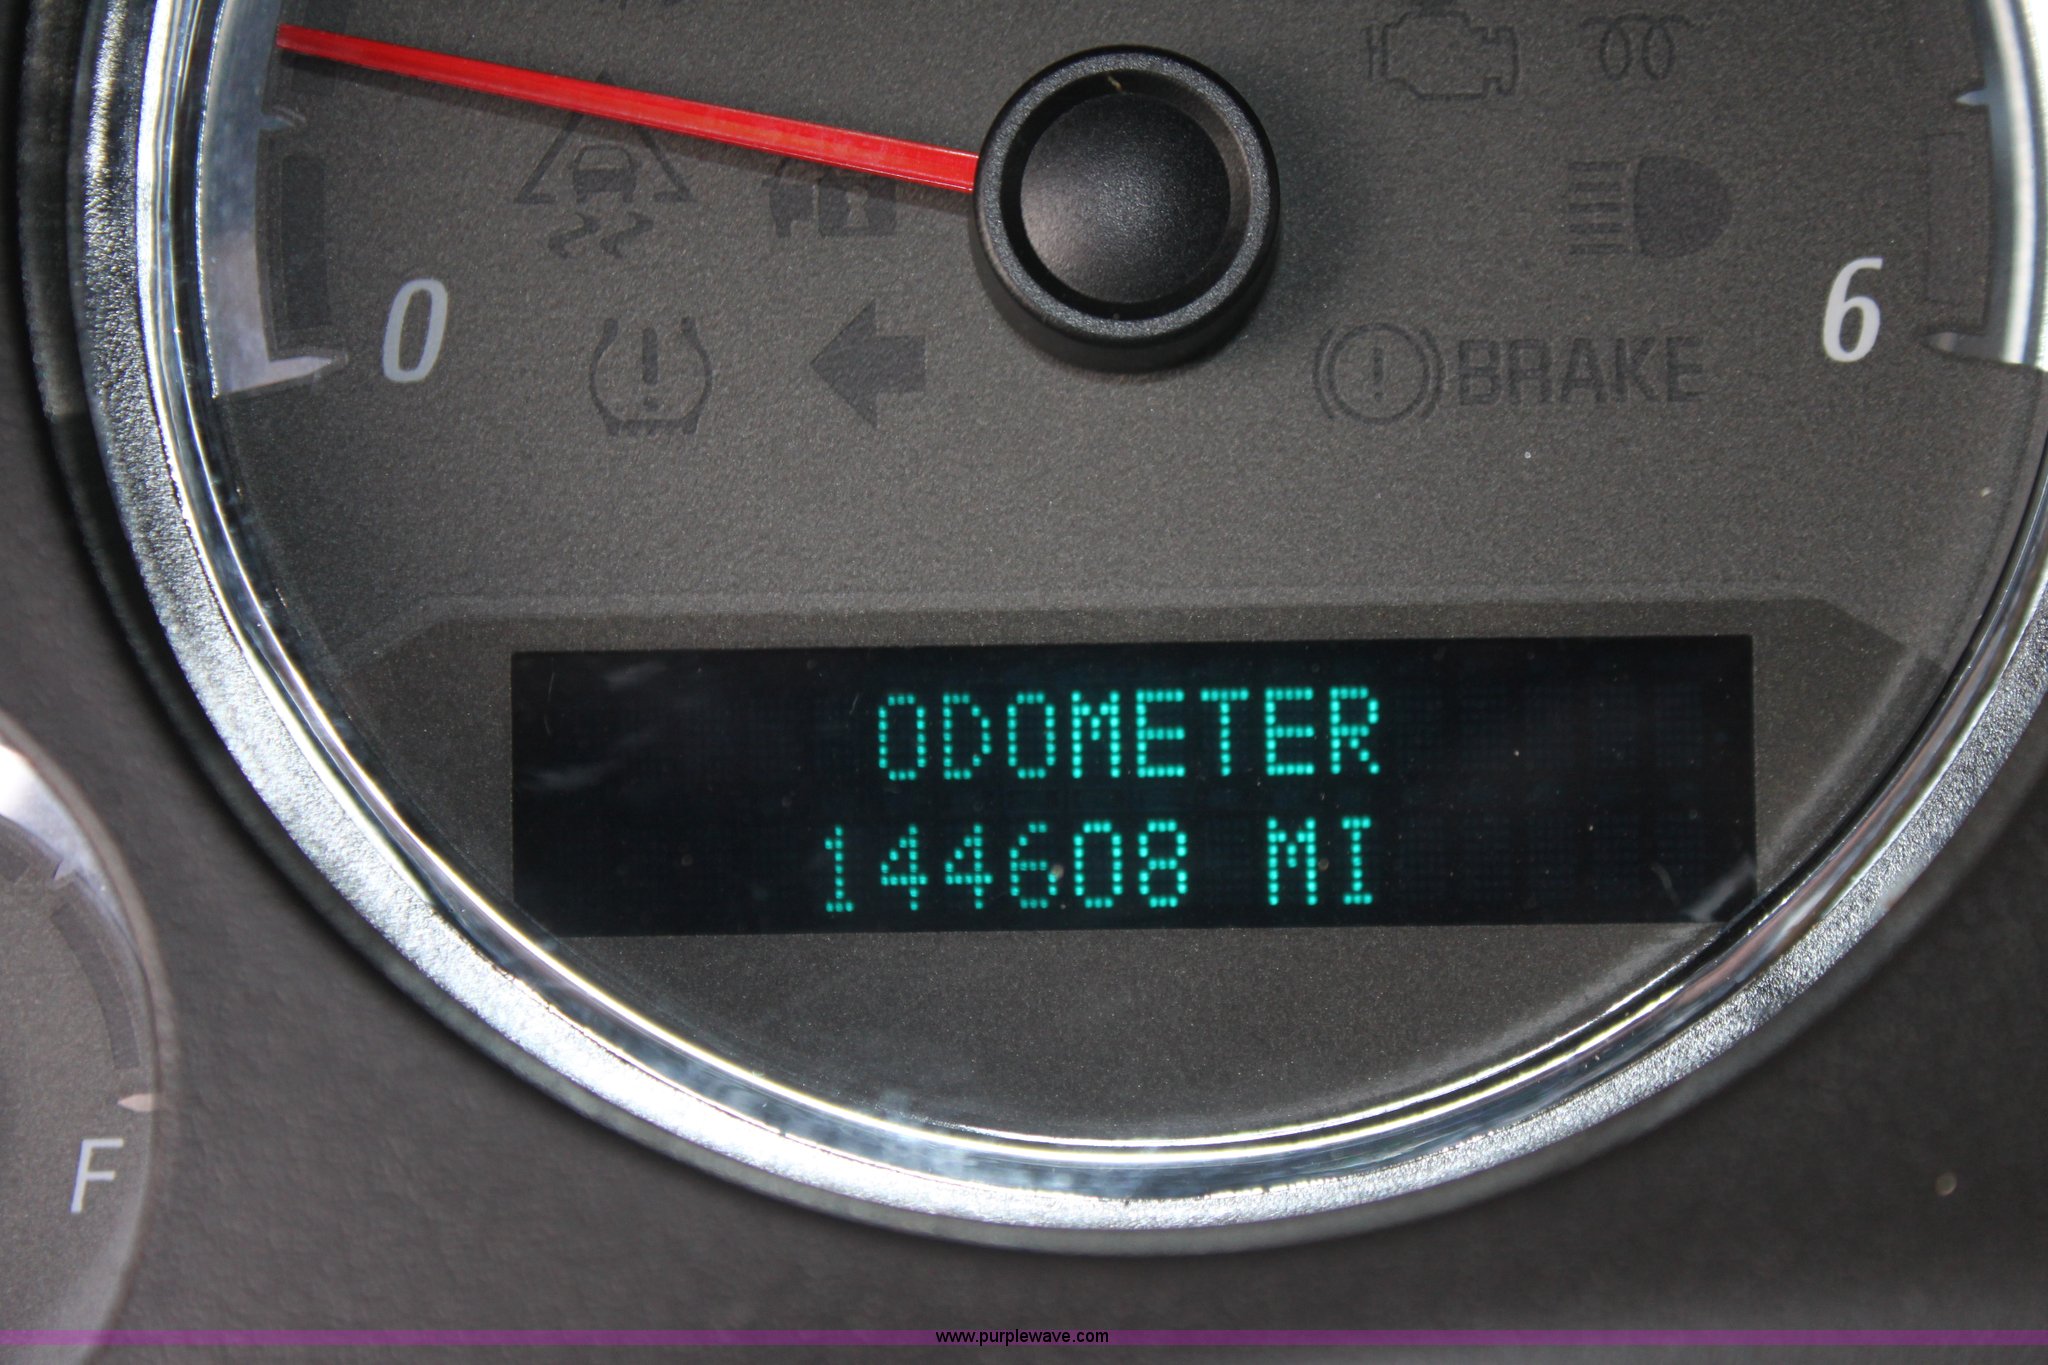 0
6
BRAKE
ODOMETER
144608 MI
F
www.purplewave.com